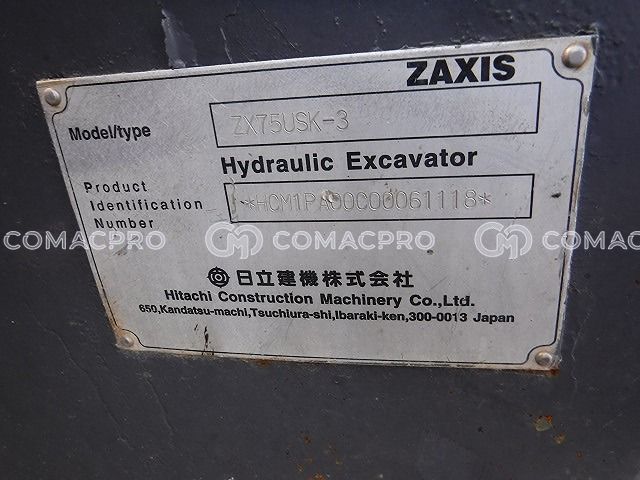 ZAXIS
Model/type ZX75USK-3
Hydraulic Excavator
Product
Identification
Number
*HCM1PA00C00061118*
COMACPRO COMACPRO COMACPRO
日立建機株式会社
Hitachi Construction Machinery Co.,Ltd.
650,Kandatsu-machi,Tsuchiura-shi,Ibaraki-ken,300-0013 Japan